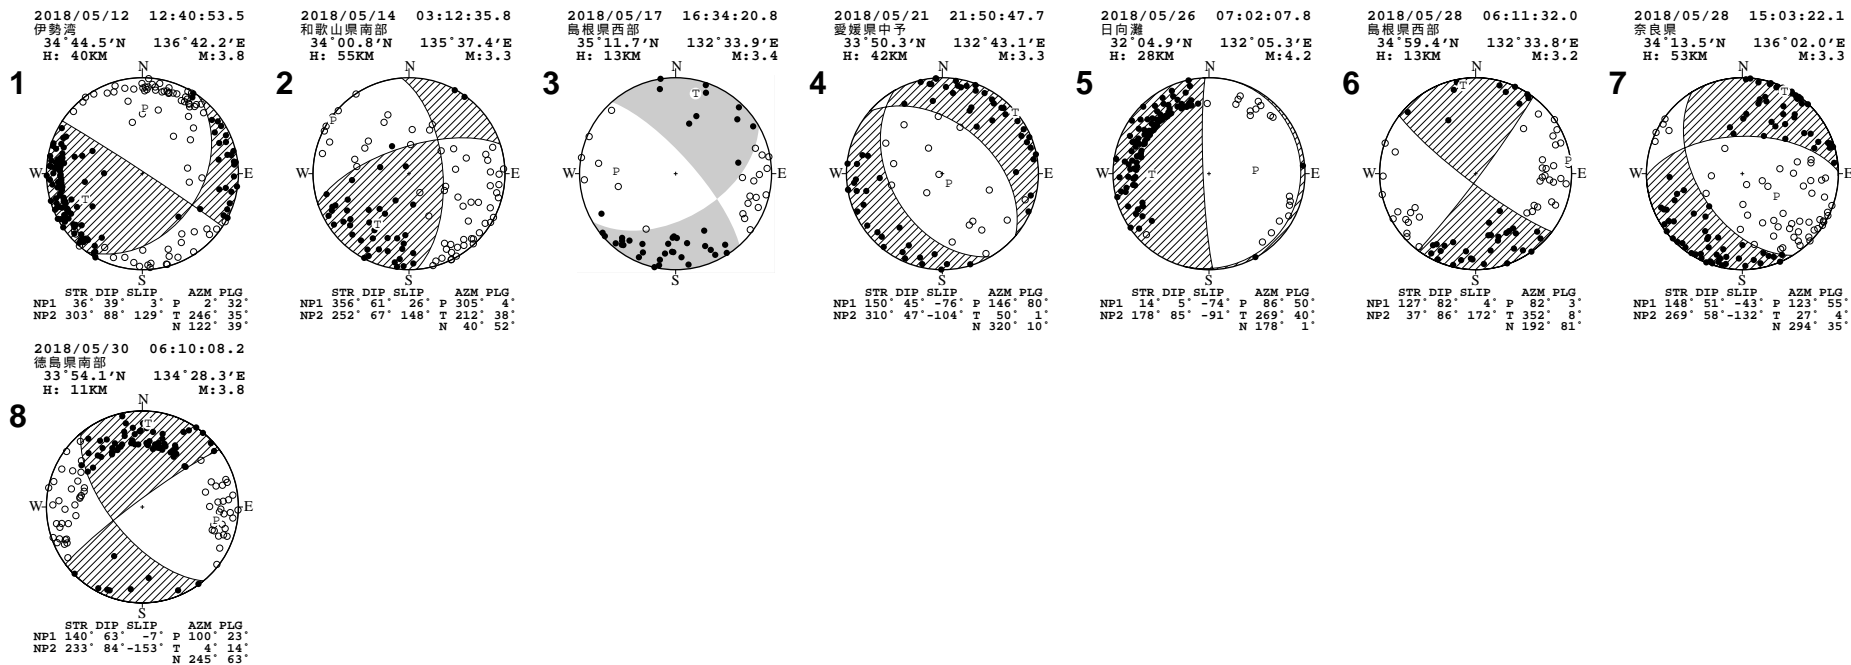 1
2018/05/12 12:40:53.5
伊勢湾
34ﾟ44.5'N 136ﾟ42.2'E
H: 40KM M:3.8
N
P
W
E
T
S
STR DIP SLIP AZM PLG
NP1 36ﾟ 39ﾟ 3ﾟ P 2ﾟ 32ﾟ
NP2 303ﾟ 88ﾟ 129ﾟ T 246ﾟ 35ﾟ
N 122ﾟ 39ﾟ
2
2018/05/14 03:12:35.8
和歌山県南部
34ﾟ00.8'N 135ﾟ37.4'E
H: 55KM M:3.3
N
P
W
E
T
S
STR DIP SLIP AZM PLG
NP1 356ﾟ 61ﾟ 26ﾟ P 305ﾟ 4ﾟ
NP2 252ﾟ 67ﾟ 148ﾟ T 212ﾟ 38ﾟ
N 40ﾟ 52ﾟ
3
2018/05/17 16:34:20.8
島根県西部
35ﾟ11.7'N 132ﾟ33.9'E
H: 13KM M:3.4
N
T
P
W
E
S
4
2018/05/21 21:50:47.7
愛媛県中予
33ﾟ50.3'N 132ﾟ43.1'E
H: 42KM M:3.3
N
T
W
E
P
S
STR DIP SLIP AZM PLG
NP1 150ﾟ 45ﾟ -76ﾟ P 146ﾟ 80ﾟ
NP2 310ﾟ 47ﾟ-104ﾟ T 50ﾟ 1ﾟ
N 320ﾟ 10ﾟ
5
2018/05/26 07:02:07.8
日向灘
32ﾟ04.9'N 132ﾟ05.3'E
H: 28KM M:4.2
N
W
T
P
E
S
STR DIP SLIP AZM PLG
NP1 14ﾟ 5ﾟ -74ﾟ P 86ﾟ 50ﾟ
NP2 178ﾟ 85ﾟ -91ﾟ T 269ﾟ 40ﾟ
N 178ﾟ 1ﾟ
6
2018/05/28 06:11:32.0
島根県西部
34ﾟ59.4'N 132ﾟ33.8'E
H: 13KM M:3.2
N
T
P
W
E
S
STR DIP SLIP AZM PLG
NP1 127ﾟ 82ﾟ 4ﾟ P 82ﾟ 3ﾟ
NP2 37ﾟ 86ﾟ 172ﾟ T 352ﾟ 8ﾟ
N 192ﾟ 81ﾟ
7
2018/05/28 15:03:22.1
奈良県
34ﾟ13.5'N 136ﾟ02.0'E
H: 53KM M:3.3
N
T
W
E
P
S
STR DIP SLIP AZM PLG
NP1 148ﾟ 51ﾟ -43ﾟ P 123ﾟ 55ﾟ
NP2 269ﾟ 58ﾟ-132ﾟ T 27ﾟ 4ﾟ
N 294ﾟ 35ﾟ
8
2018/05/30 06:10:08.2
徳島県南部
33ﾟ54.1'N 134ﾟ28.3'E
H: 11KM M:3.8
N
T
W
E
P
S
STR DIP SLIP AZM PLG
NP1 140ﾟ 63ﾟ -7ﾟ P 100ﾟ 23ﾟ
NP2 233ﾟ 84ﾟ-153ﾟ T 4ﾟ 14ﾟ
N 245ﾟ 63ﾟ